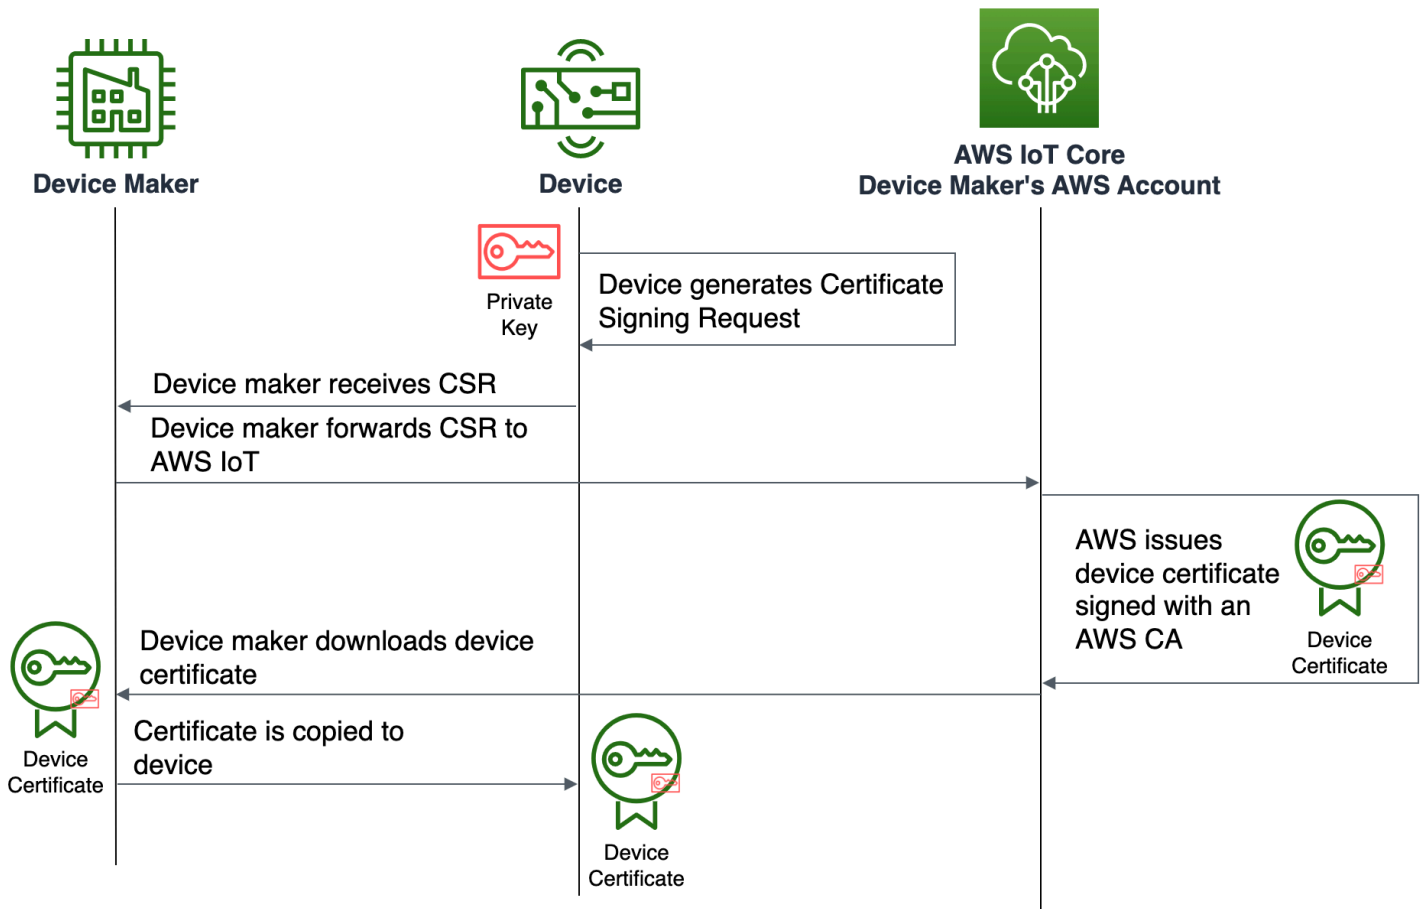 Device Maker
Device
AWS IoT Core
Device Maker's AWS Account
Private
Key
Device generates Certificate
Signing Request
Device maker receives CSR
Device maker forwards CSR to
AWS IoT
AWS issues
device certificate
signed with an
AWS CA
Device
Certificate
Device maker downloads device
certificate
Device
Certificate
Certificate is copied to
device
Device
Certificate